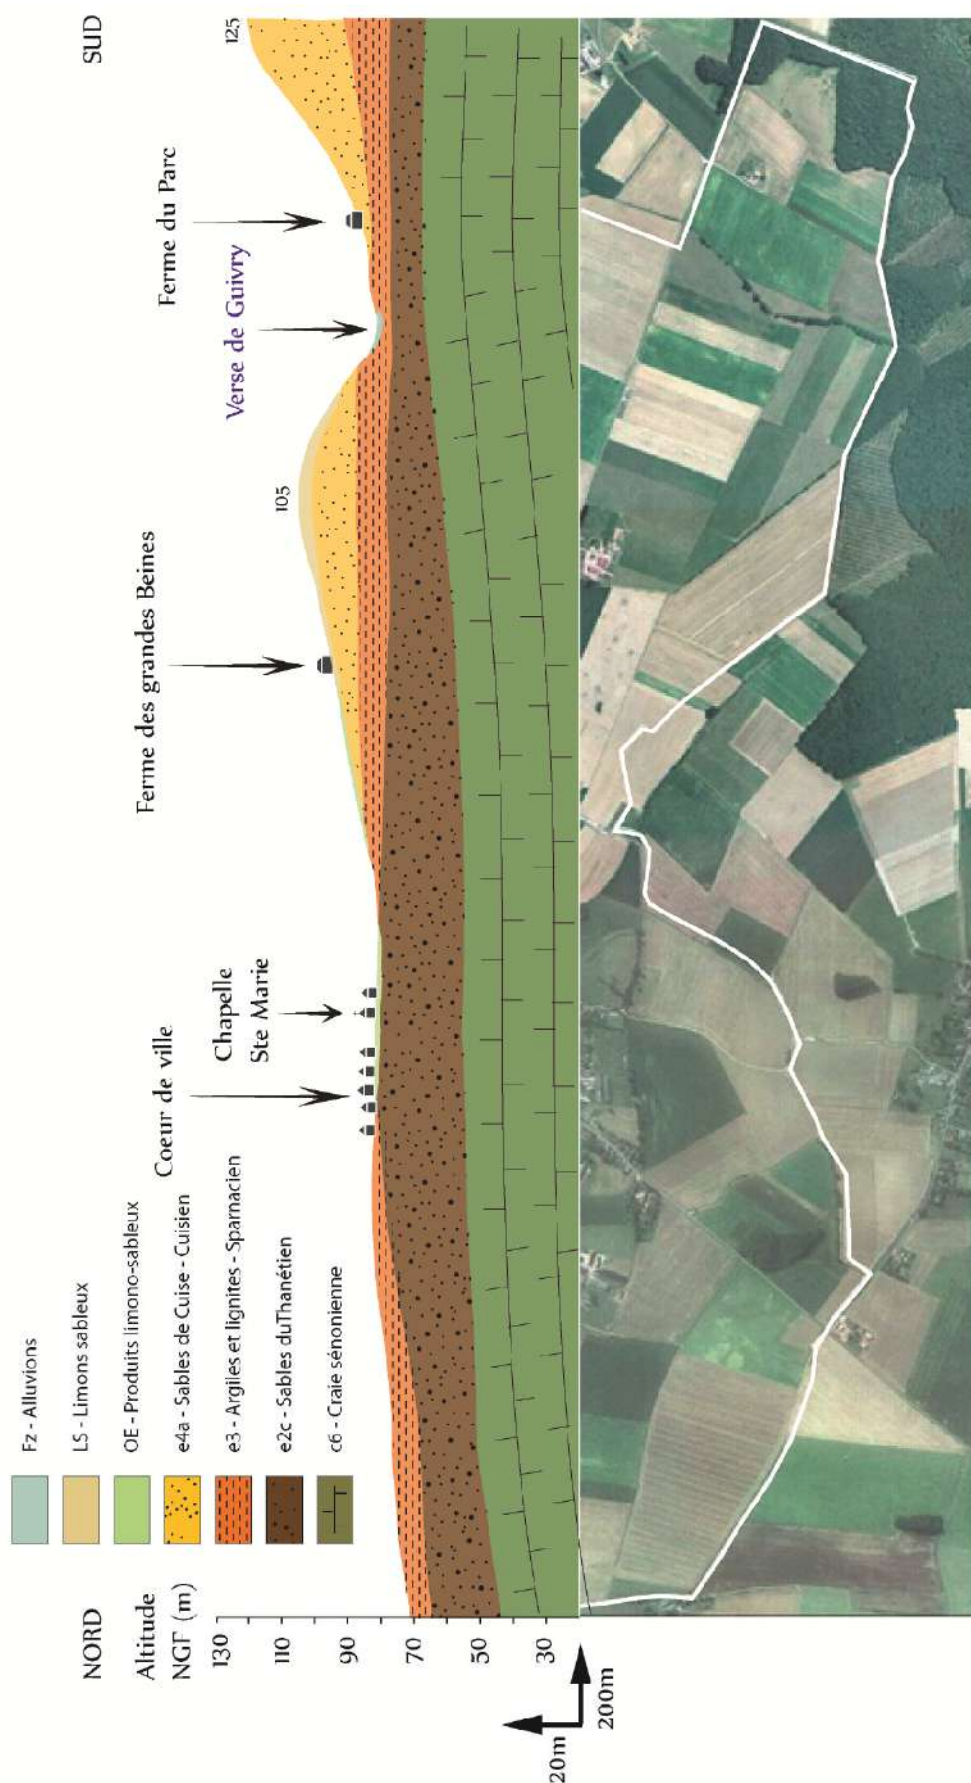 NORD
SUD
Altitude
NGF (m)
Fz - Alluvions
LS - Limons sableux
OE - Produits limono-sableux
e4a - Sables de Cuise - Cuisien
e3 - Argiles et lignites - Sparnacien
e2c - Sables duThanétien
c6 - Craie sénonienne
Coeur de ville
Chapelle
Ste Marie
Ferme des grandes Beines
Verse de Guivry
Ferme du Parc
105
125
130
110
90
70
50
30
20m
200m